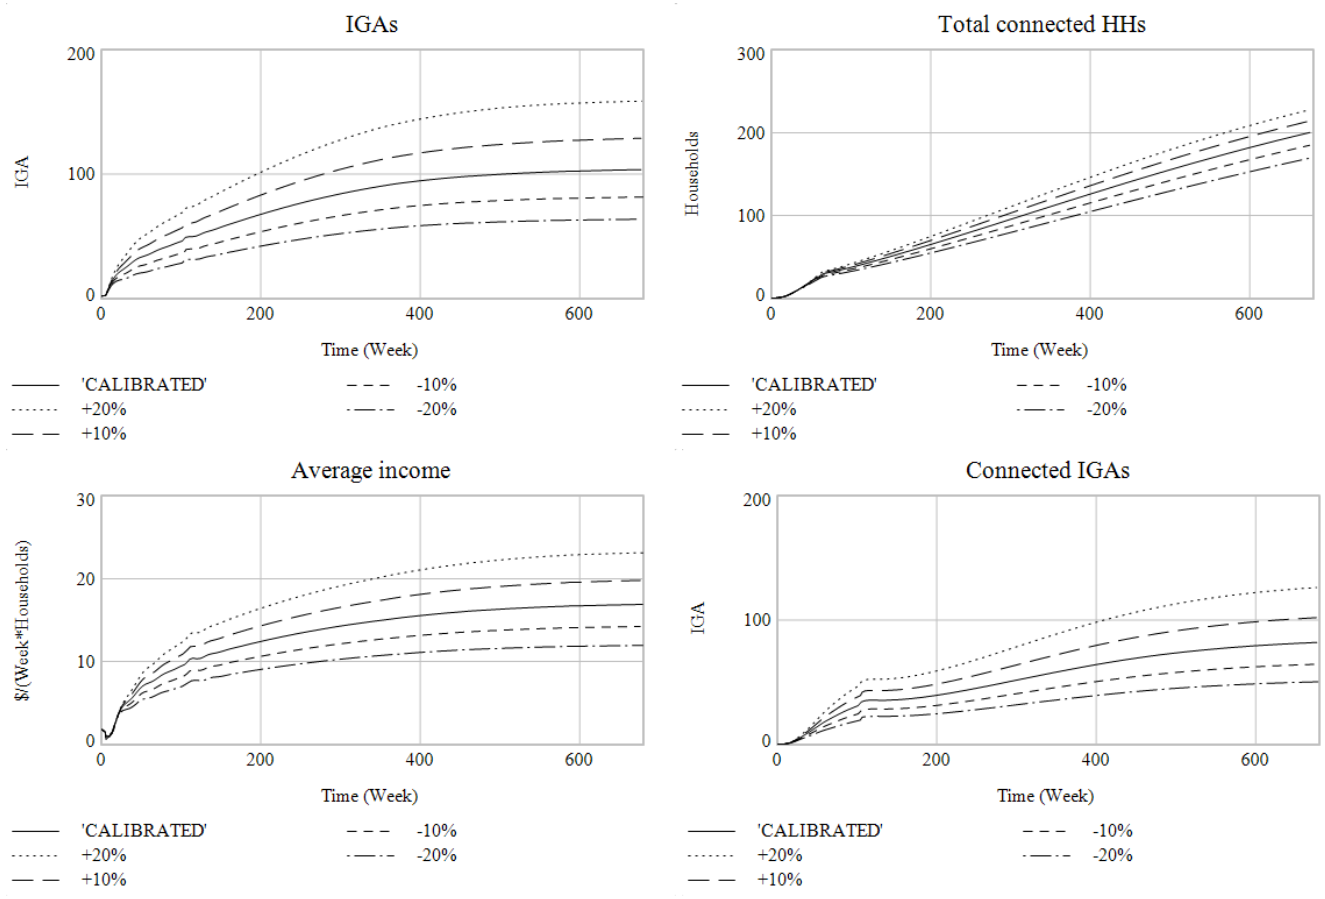 IGAs
200
100
0
IGA
0 200 400 600
Time (Week)
'CALIBRATED' -10%
+20% -20%
+10%
Total connected HHs
300
200
100
0
Households
0 200 400 600
Time (Week)
'CALIBRATED' -10%
+20% -20%
+10%
Average income
30
20
10
0
$/(Week*Households)
0 200 400 600
Time (Week)
'CALIBRATED' -10%
+20% -20%
+10%
Connected IGAs
200
100
0
IGA
0 200 400 600
Time (Week)
'CALIBRATED' -10%
+20% -20%
+10%